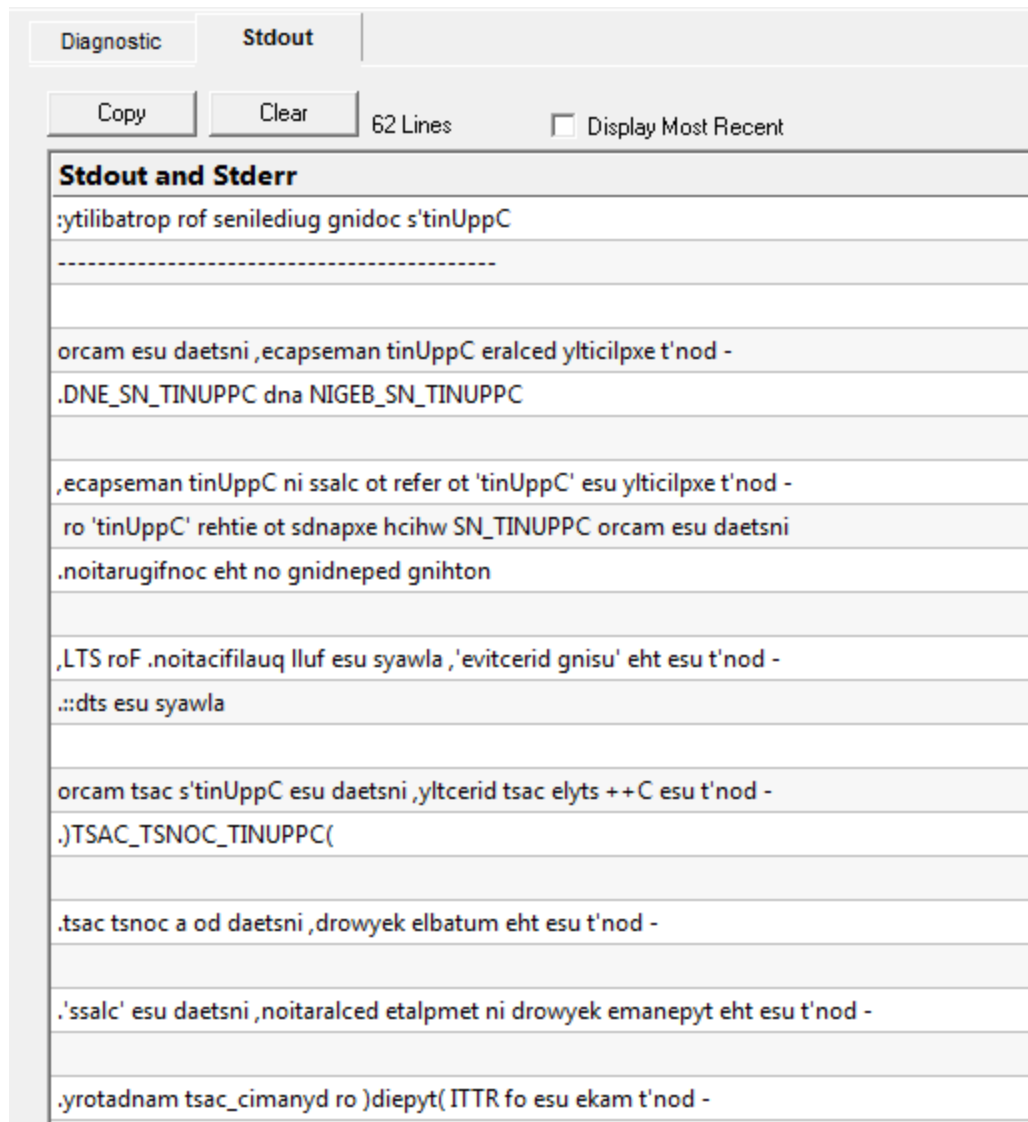 Diagnostic
Stdout
Copy
Clear
62 Lines
Display Most Recent
Stdout and Stderr
:ytilibatrop rof senilediug gnidoc s'tinUppC
--------------------------------------------
orcam esu daetsni ,ecapseman tinUppC eralced ylticilpxe t'nod -
.DNE_SN_TINUPPC dna NIGEB_SN_TINUPPC
,ecapseman tinUppC ni ssalc ot refer ot 'tinUppC' esu ylticilpxe t'nod -
ro 'tinUppC' rehtie ot sdnapxe hcihw SN_TINUPPC orcam esu daetsni
.noitarugifnoc eht no gnidneped gnihton
,LTS roF .noitacifilauq lluf esu syawla ,'evitcerid gnisu' eht esu t'nod -
.::dts esu syawla
orcam tsac s'tinUppC esu daetsni ,yltcerid tsac elyts ++C esu t'nod -
.)TSAC_TSNOC_TINUPPC(
.tsac tsnoc a od daetsni ,drowyek elbatum eht esu t'nod -
.'ssalc' esu daetsni ,noitaralced etalpmet ni drowyek emanepyt eht esu t'nod -
.yrotadnam tsac_cimanyd ro )diepyt( ITTR fo esu ekam t'nod -